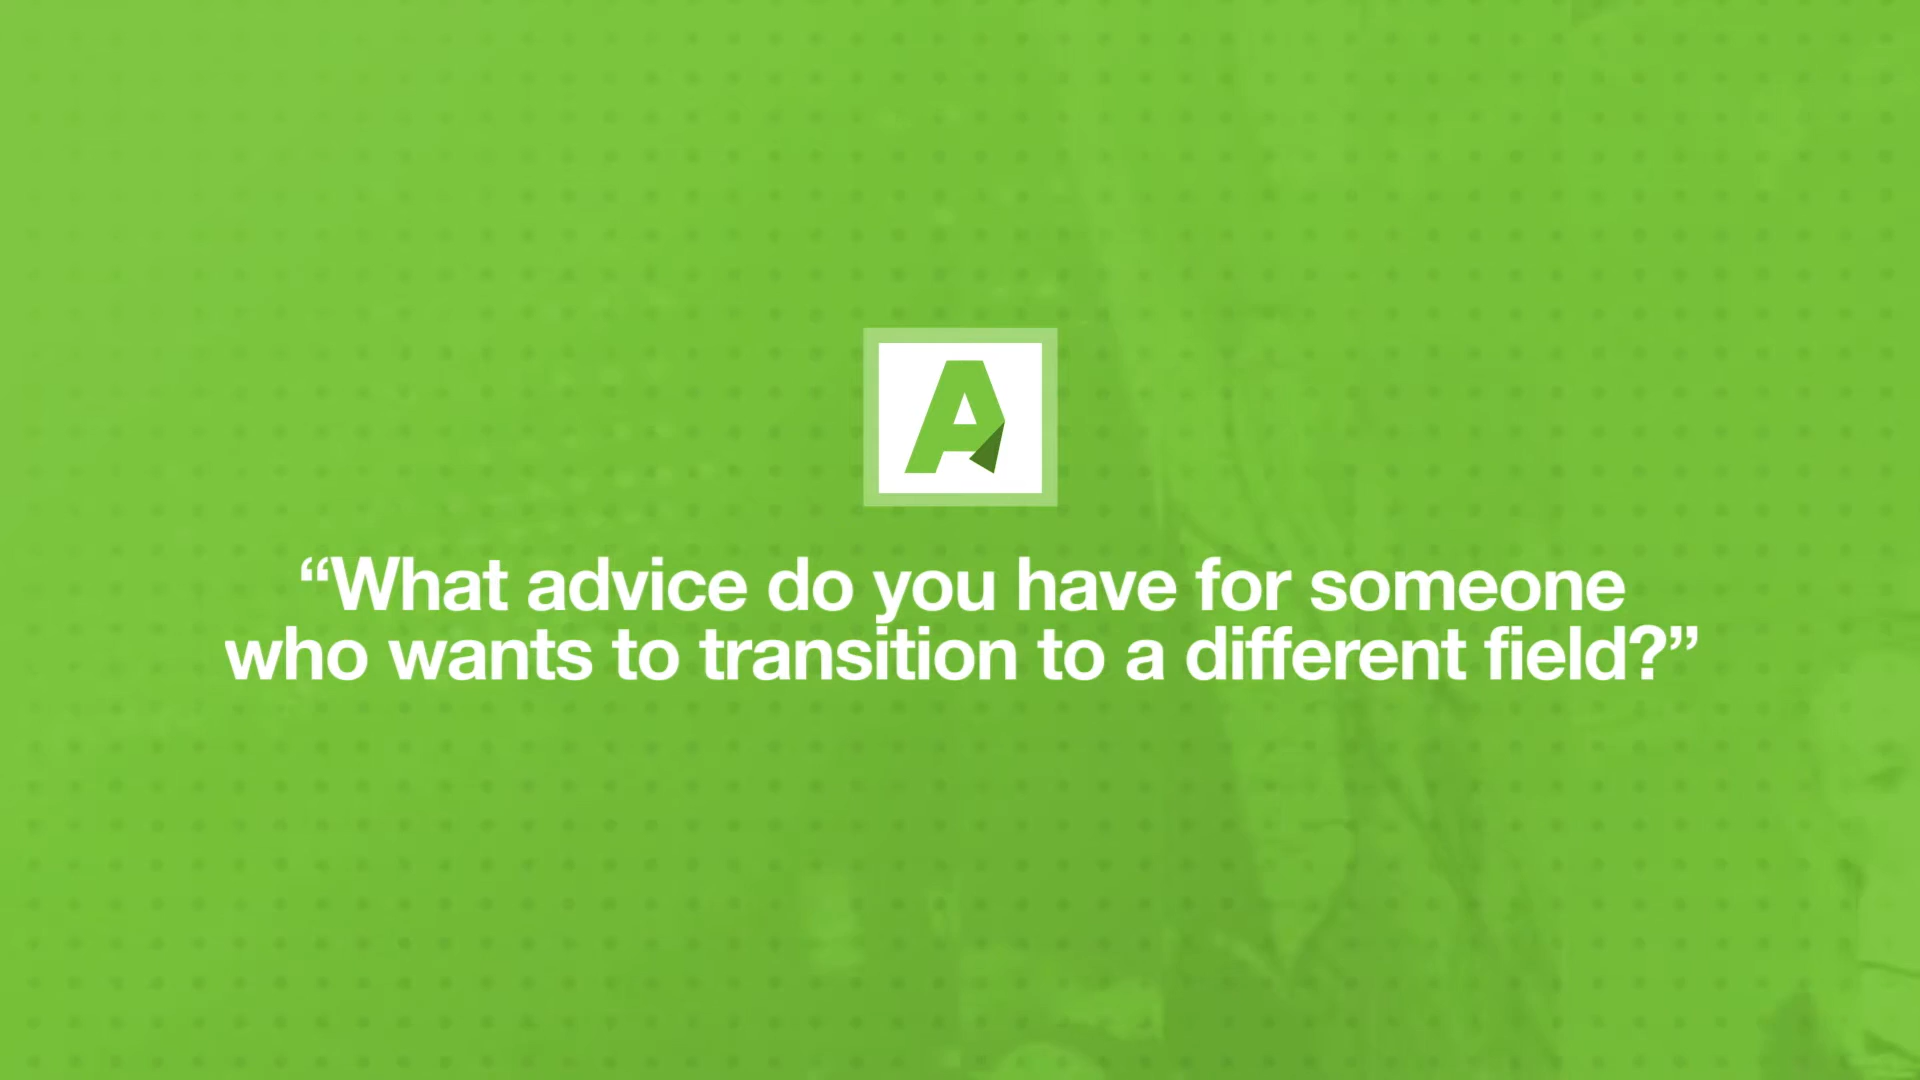 A
“What advice do you have for someone
who wants to transition to a different field?”